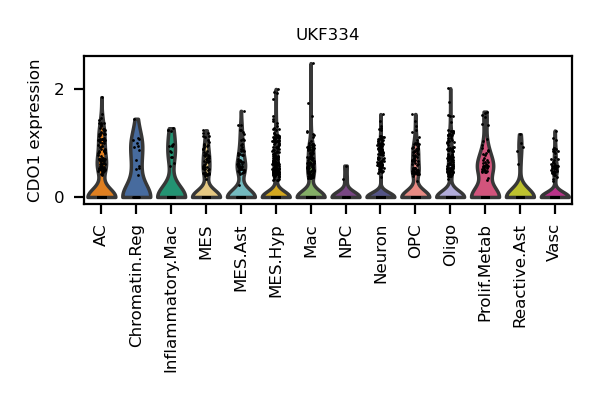 UKF334
CDO1 expression
2
0
AC
Chromatin.Reg
Inflammatory.Mac
MES
MES.Ast
MES.Hyp
Mac
NPC
Neuron
OPC
Oligo
Prolif.Metab
Reactive.Ast
Vasc